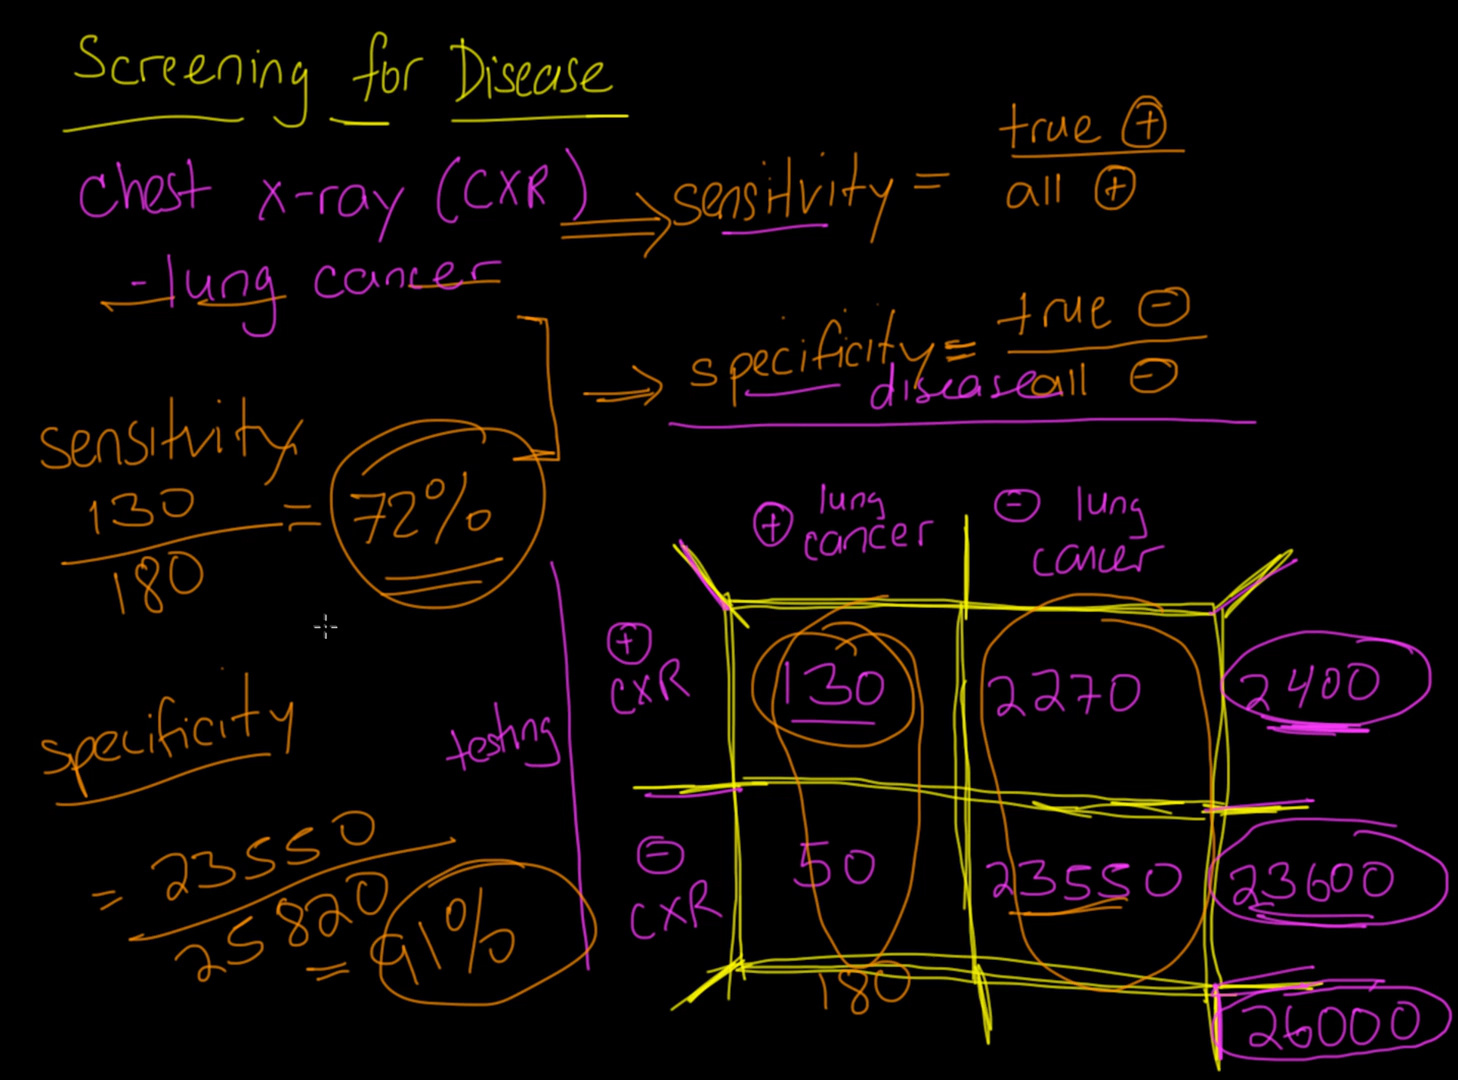 Screening for Disease
Chest x-ray (CXR)
-lung cancer
⇒ sensitivity = true ⊕
all ⊕
⇒ specificity = true ⊖
disease all ⊖
sensitivity
130 = 72%
180
specificity
= 23550
25820
= 91%
testing
⊕ lung
cancer
⊖ lung
cancer
⊕
CXR
130 2270 2400
⊖
CXR
50 23550 23600
180
26000